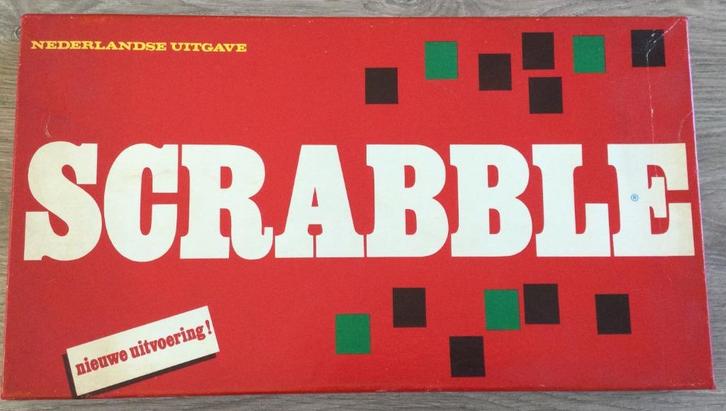 NEDERLANDSE UITGAVE
SCRABBLE
®
nieuwe uitvoering!